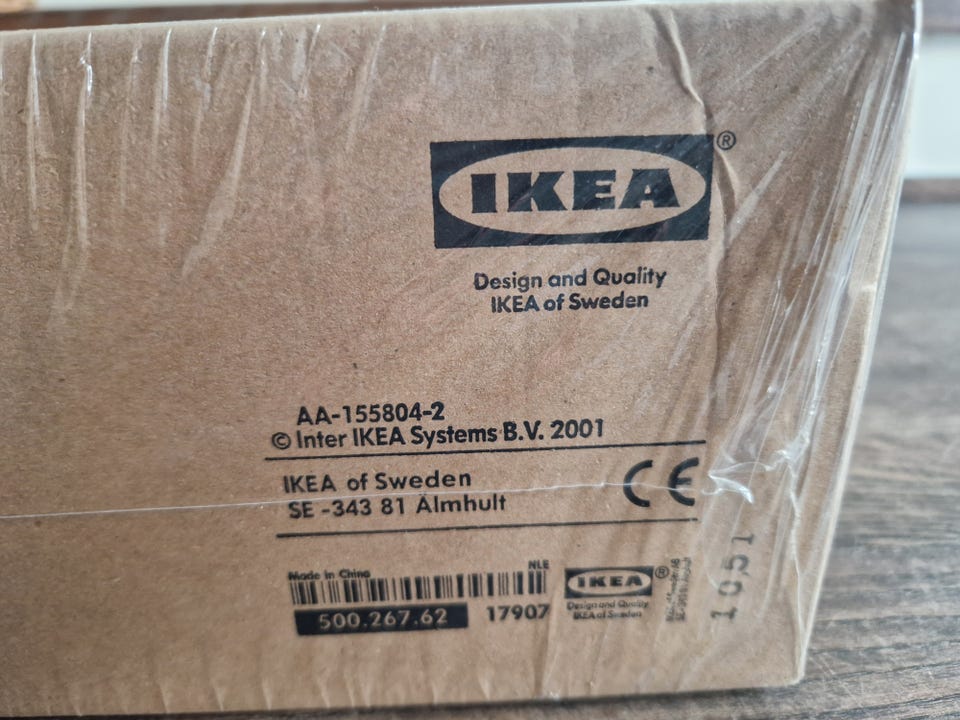 IKEA®
Design and Quality
IKEA of Sweden
AA-155804-2
© Inter IKEA Systems B.V. 2001
IKEA of Sweden
SE -343 81 Älmhult
CE
Made in China
NLE
500.267.62
17907
IKEA®
Design and Quality
IKEA of Sweden
1051